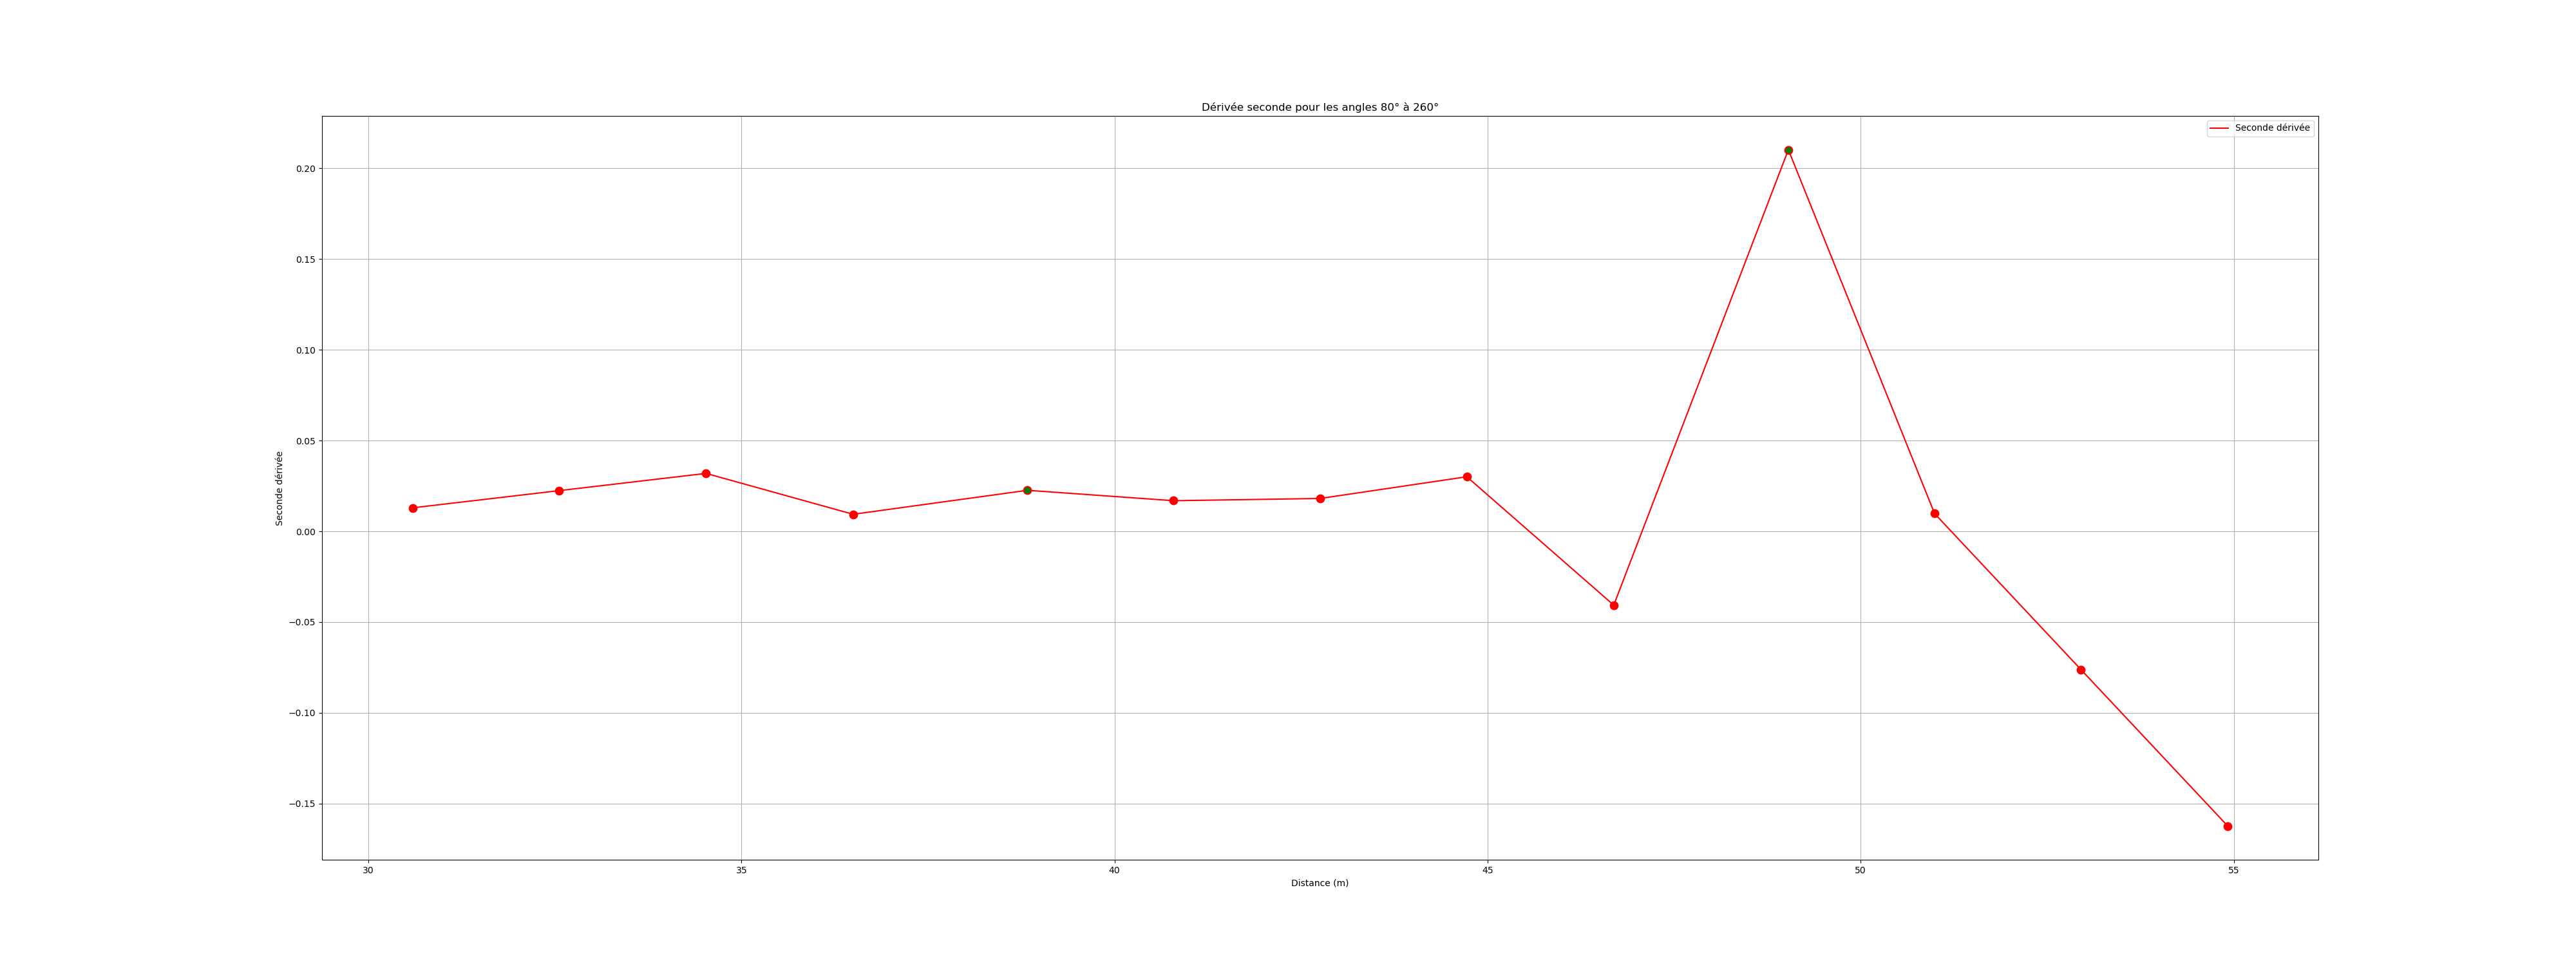 Dérivée seconde pour les angles 80° à 260°
Seconde dérivée
0.20
0.15
0.10
0.05
0.00
−0.05
−0.10
−0.15
Seconde dérivée
30 35 40 45 50 55
Distance (m)